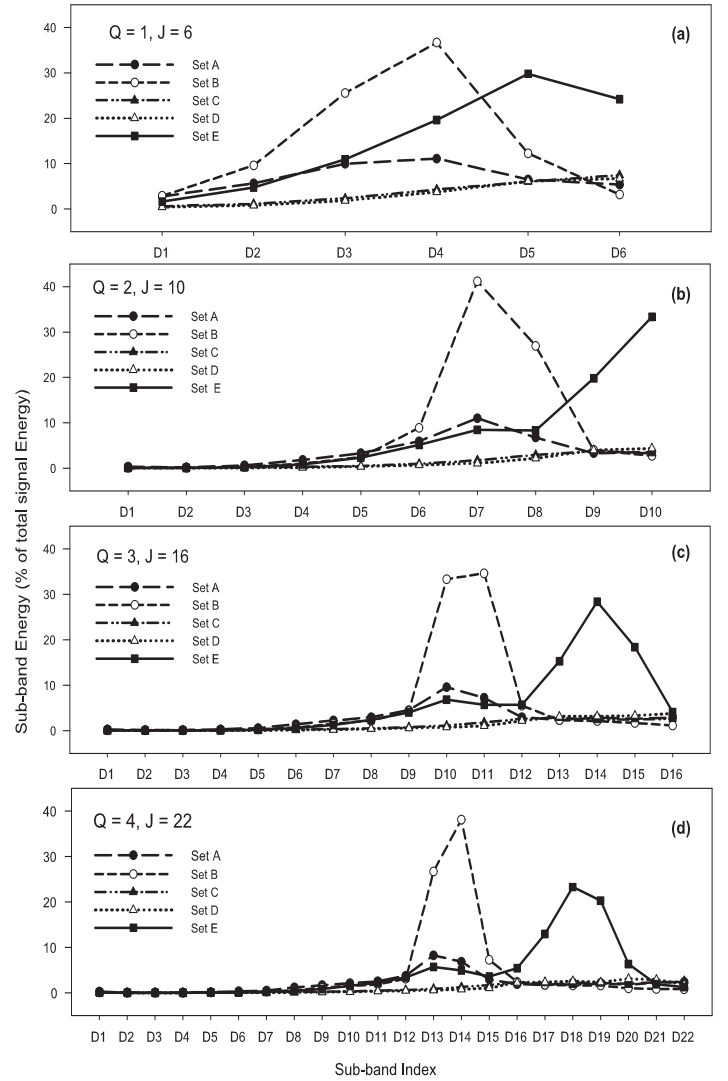 Q = 1, J = 6
(a)
Set A
Set B
Set C
Set D
Set E
40
30
20
10
0
D1 D2 D3 D4 D5 D6
Q = 2, J = 10
(b)
Set A
Set B
Set C
Set D
Set E
40
30
20
10
0
D1 D2 D3 D4 D5 D6 D7 D8 D9 D10
Sub-band Energy (% of total signal Energy)
Q = 3, J = 16
(c)
Set A
Set B
Set C
Set D
Set E
40
30
20
10
0
D1 D2 D3 D4 D5 D6 D7 D8 D9 D10 D11 D12 D13 D14 D15 D16
Q = 4, J = 22
(d)
Set A
Set B
Set C
Set D
Set E
40
30
20
10
0
D1 D2 D3 D4 D5 D6 D7 D8 D9 D10 D11 D12 D13 D14 D15 D16 D17 D18 D19 D20 D21 D22
Sub-band Index